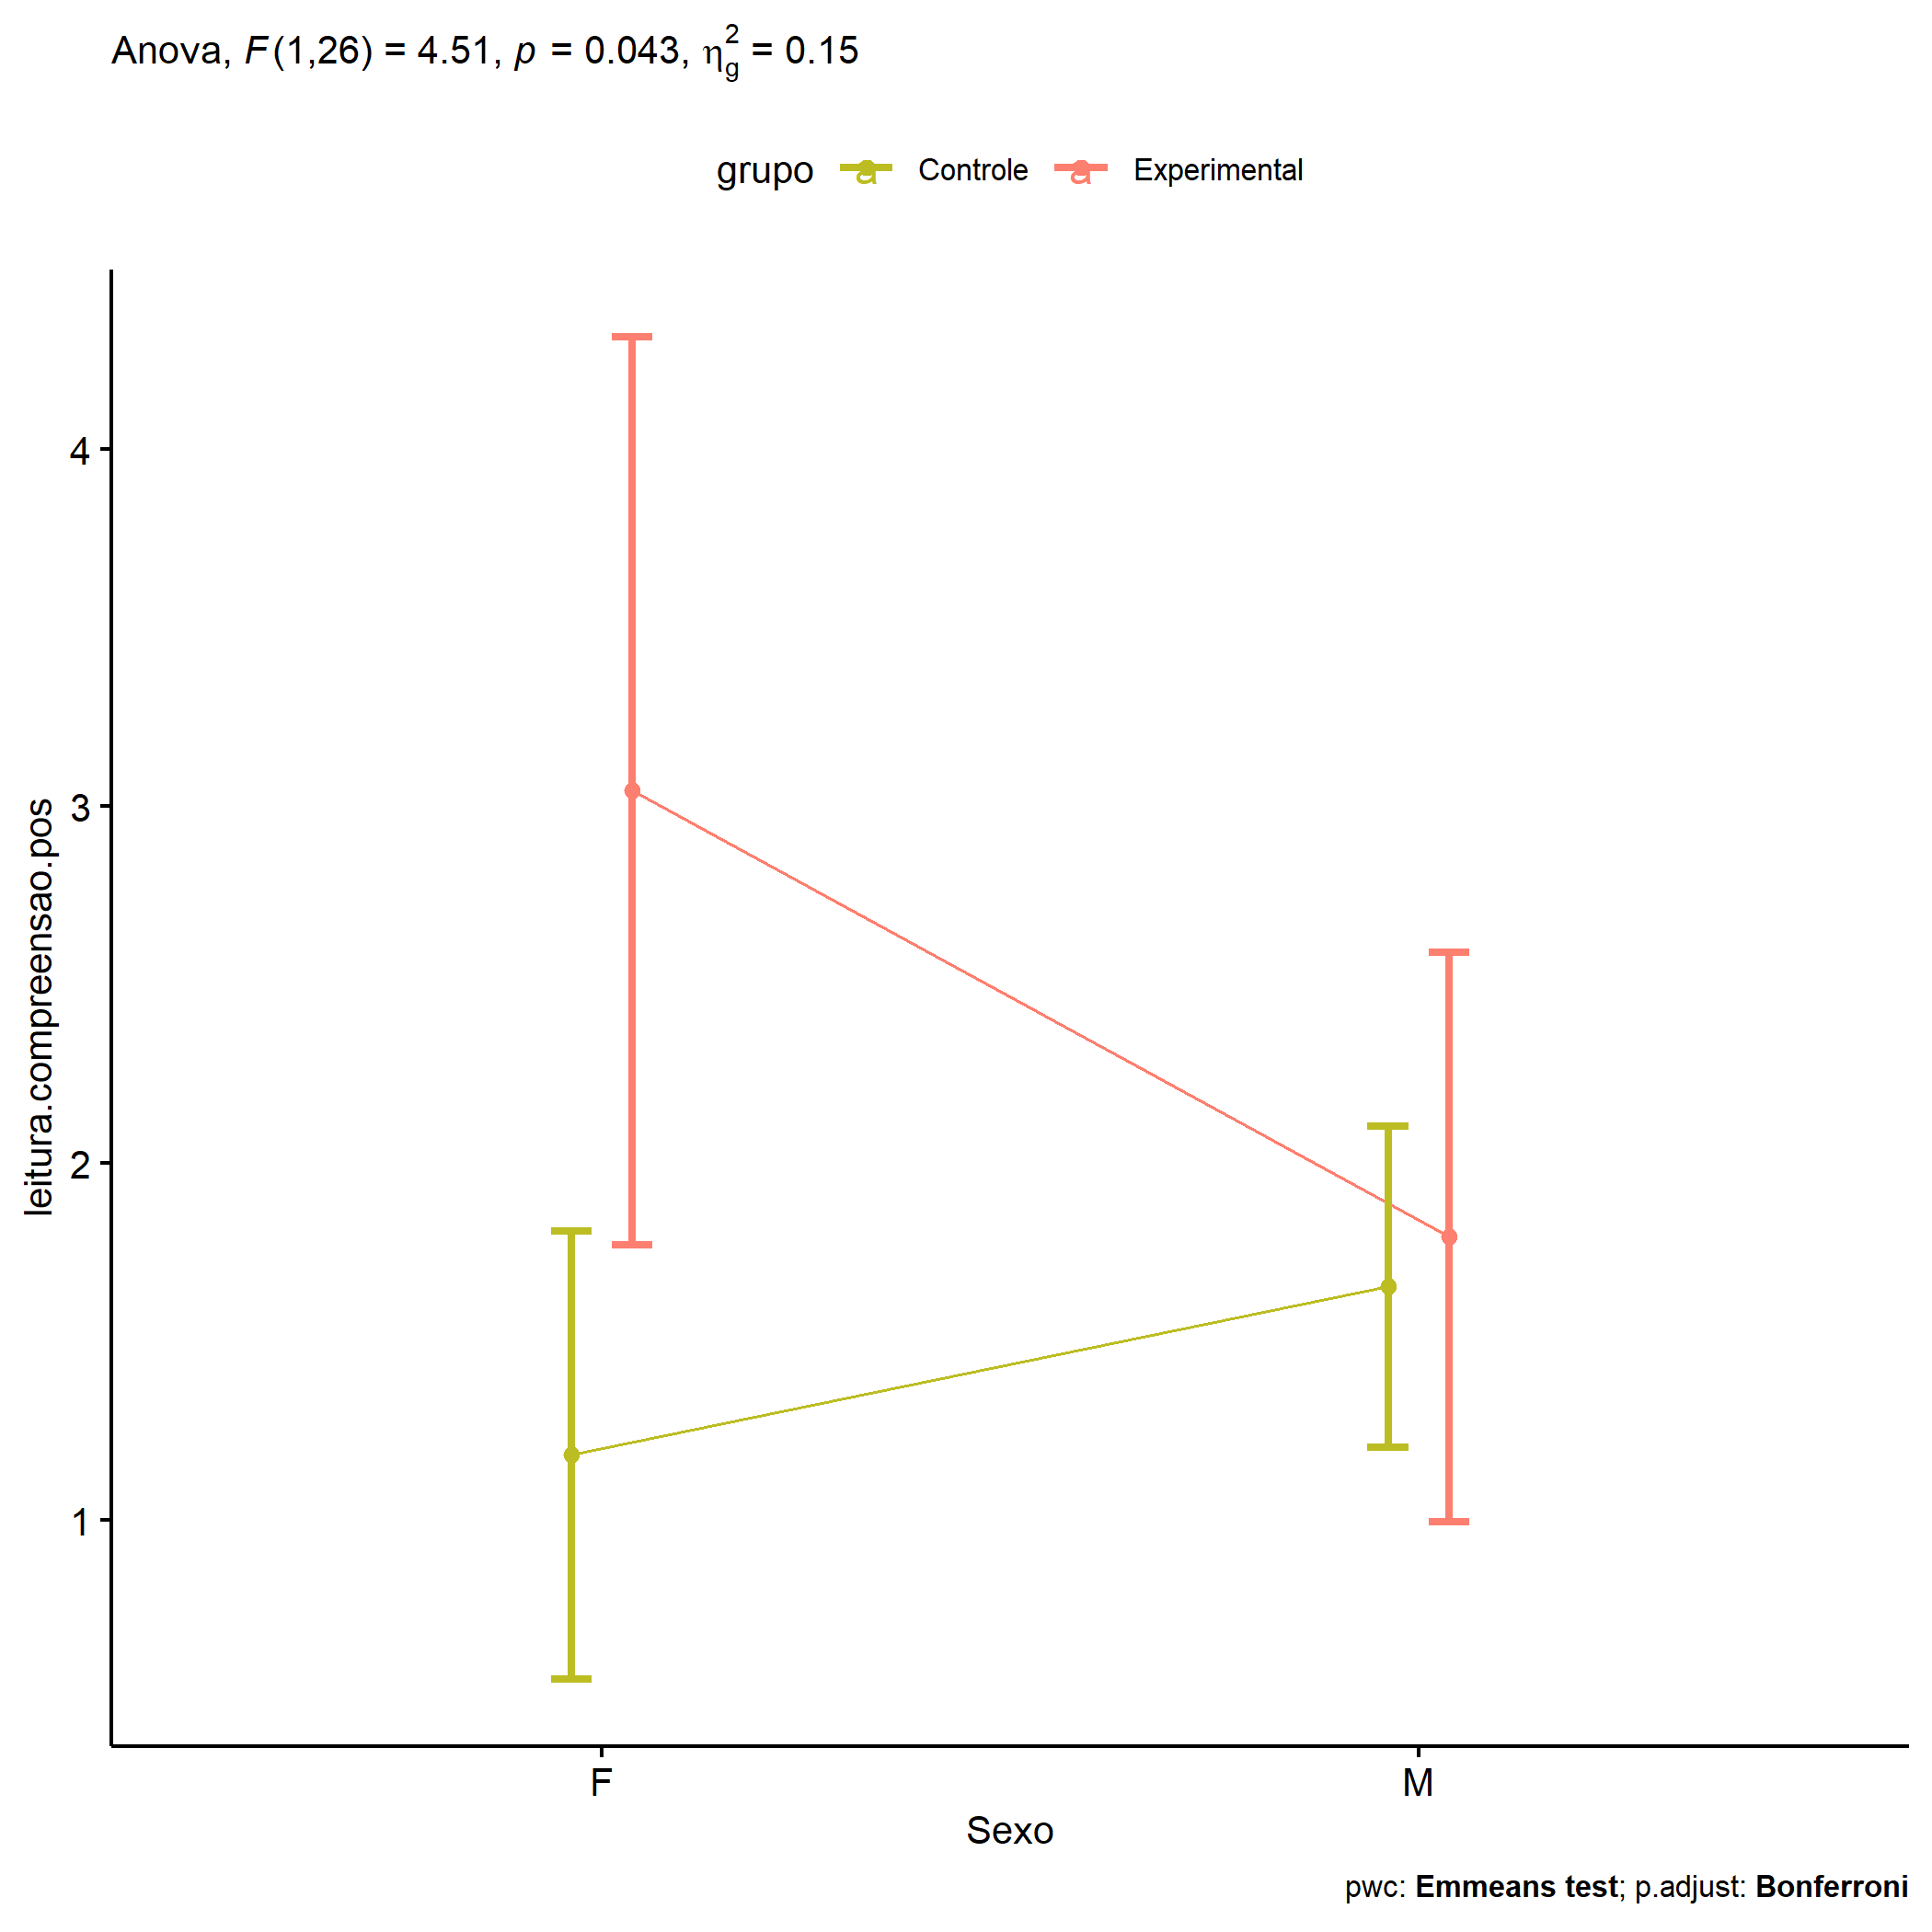 Anova, F(1,26) = 4.51, p = 0.043, η²g = 0.15
grupo a Controle a Experimental
leitura.compreensao.pos
4
3
2
1
F M
Sexo
pwc: Emmeans test; p.adjust: Bonferroni